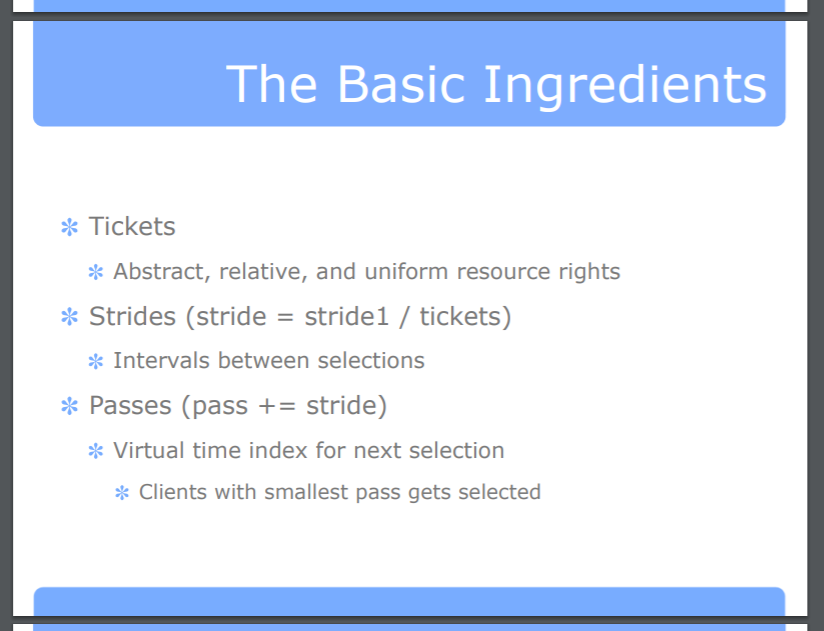 The Basic Ingredients
✼ Tickets
✼ Abstract, relative, and uniform resource rights
✼ Strides (stride = stride1 / tickets)
✼ Intervals between selections
✼ Passes (pass += stride)
✼ Virtual time index for next selection
✼ Clients with smallest pass gets selected